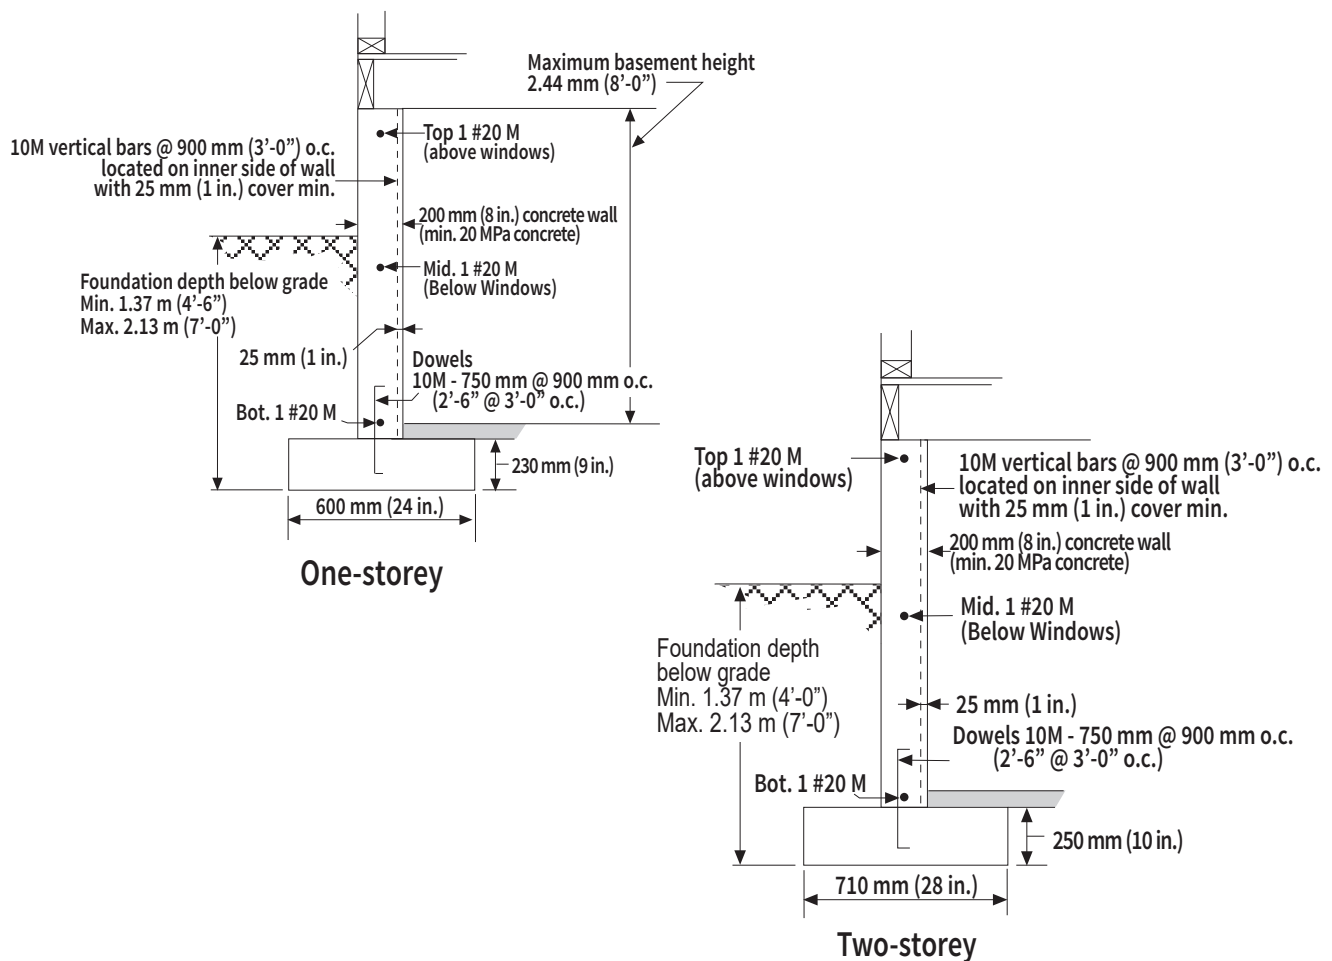 Maximum basement height
2.44 mm (8’-0”)
10M vertical bars @ 900 mm (3’-0”) o.c.
located on inner side of wall
with 25 mm (1 in.) cover min.
Top 1 #20 M
(above windows)
200 mm (8 in.) concrete wall
(min. 20 MPa concrete)
Mid. 1 #20 M
(Below Windows)
Foundation depth below grade
Min. 1.37 m (4’-6”)
Max. 2.13 m (7’-0”)
25 mm (1 in.)
Dowels
10M - 750 mm @ 900 mm o.c.
(2’-6” @ 3’-0” o.c.)
Bot. 1 #20 M
230 mm (9 in.)
600 mm (24 in.)
One-storey
Top 1 #20 M
(above windows)
10M vertical bars @ 900 mm (3’-0”) o.c.
located on inner side of wall
with 25 mm (1 in.) cover min.
200 mm (8 in.) concrete wall
(min. 20 MPa concrete)
Mid. 1 #20 M
(Below Windows)
Foundation depth
below grade
Min. 1.37 m (4’-0”)
Max. 2.13 m (7’-0”)
25 mm (1 in.)
Dowels 10M - 750 mm @ 900 mm o.c.
(2’-6” @ 3’-0” o.c.)
Bot. 1 #20 M
250 mm (10 in.)
710 mm (28 in.)
Two-storey